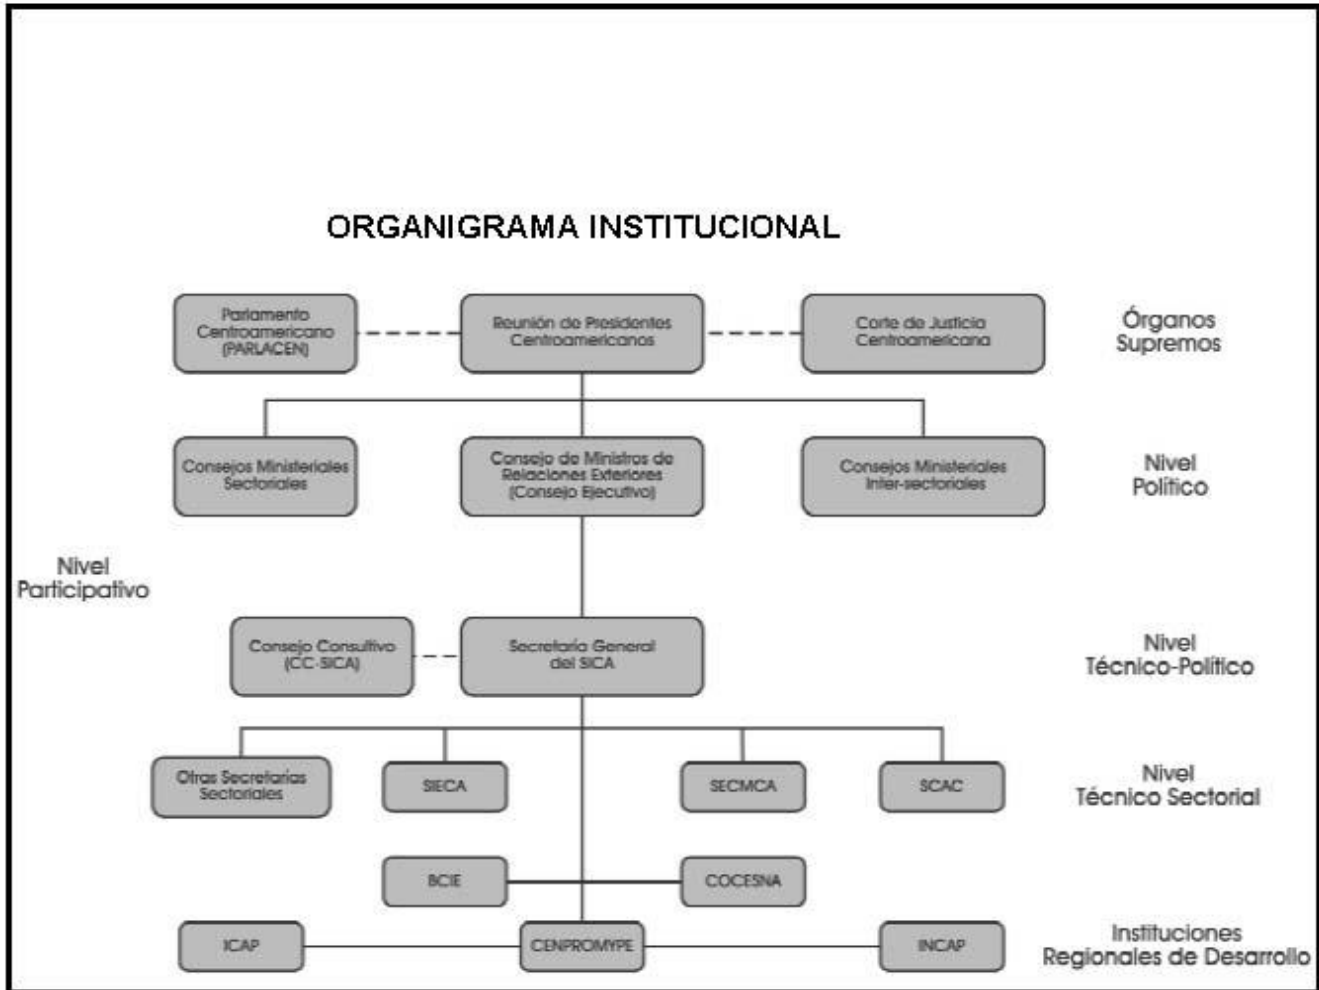 ORGANIGRAMA INSTITUCIONAL
Parlamento
Centroamericano
(PARLACEN)
Reunión de Presidentes
Centroamericanos
Corte de Justicia
Centroamericana
Órganos
Supremos
Consejos Ministeriales
Sectoriales
Consejo de Ministros de
Relaciones Exteriores
(Consejo Ejecutivo)
Consejos Ministeriales
Inter-sectoriales
Nivel
Político
Nivel
Participativo
Consejo Consultivo
(CC-SICA)
Secretaría General
del SICA
Nivel
Técnico-Político
Otras Secretarías
Sectoriales
SIECA
SECMCA
SCAC
Nivel
Técnico Sectorial
BCIE
COCESNA
ICAP
CENPROMYPE
INCAP
Instituciones
Regionales de Desarrollo